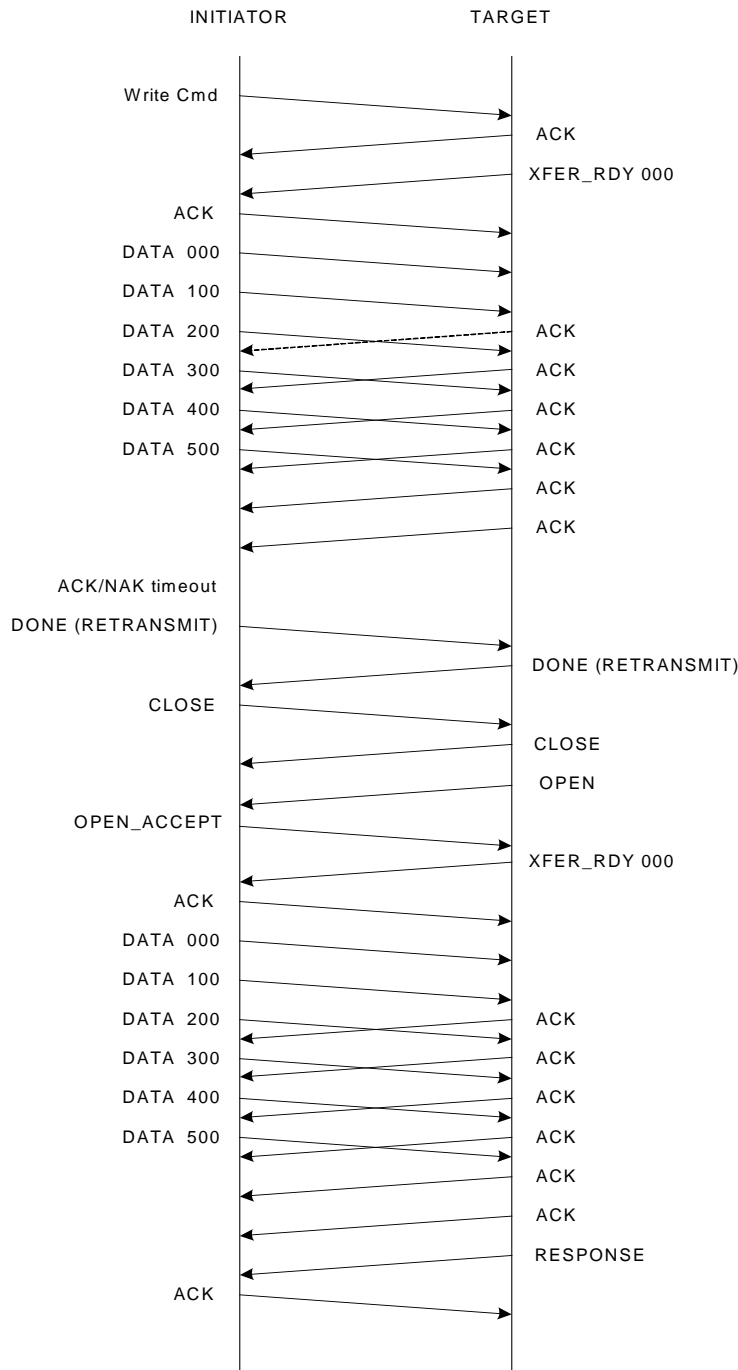 INITIATOR TARGET
Write Cmd
ACK
XFER_RDY 000
ACK
DATA 000
DATA 100
DATA 200 ACK
DATA 300 ACK
DATA 400 ACK
DATA 500 ACK
ACK
ACK
ACK/NAK timeout
DONE (RETRANSMIT)
DONE (RETRANSMIT)
CLOSE
CLOSE
OPEN
OPEN_ACCEPT
XFER_RDY 000
ACK
DATA 000
DATA 100
DATA 200 ACK
DATA 300 ACK
DATA 400 ACK
DATA 500 ACK
ACK
ACK
RESPONSE
ACK